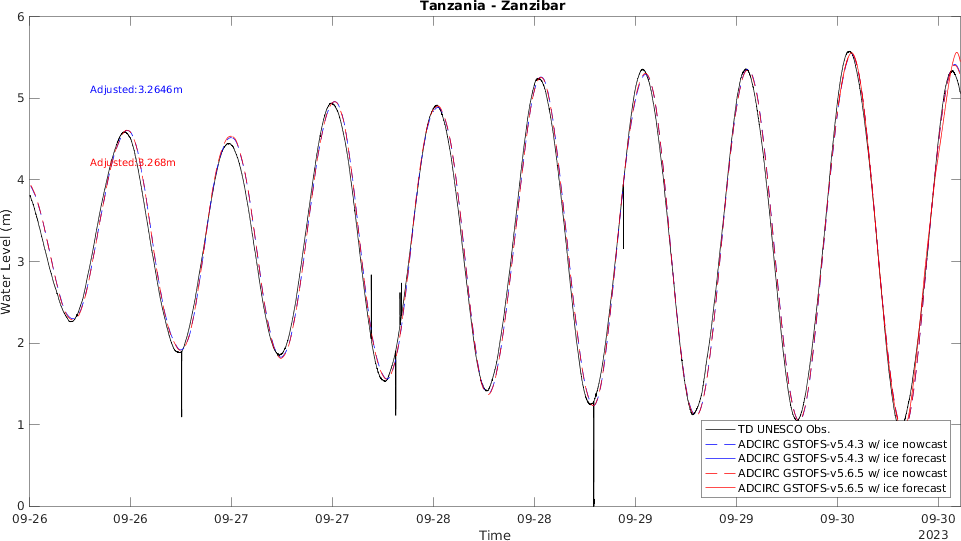 Tanzania - Zanzibar
6
5
4
3
2
1
0
Water Level (m)
Adjusted:3.2646m
Adjusted:3.268m
TD UNESCO Obs.
ADCIRC GSTOFS-v5.4.3 w/ ice nowcast
ADCIRC GSTOFS-v5.4.3 w/ ice forecast
ADCIRC GSTOFS-v5.6.5 w/ ice nowcast
ADCIRC GSTOFS-v5.6.5 w/ ice forecast
09-26 09-26 09-27 09-27 09-28 09-28 09-29 09-29 09-30 09-30
Time
2023